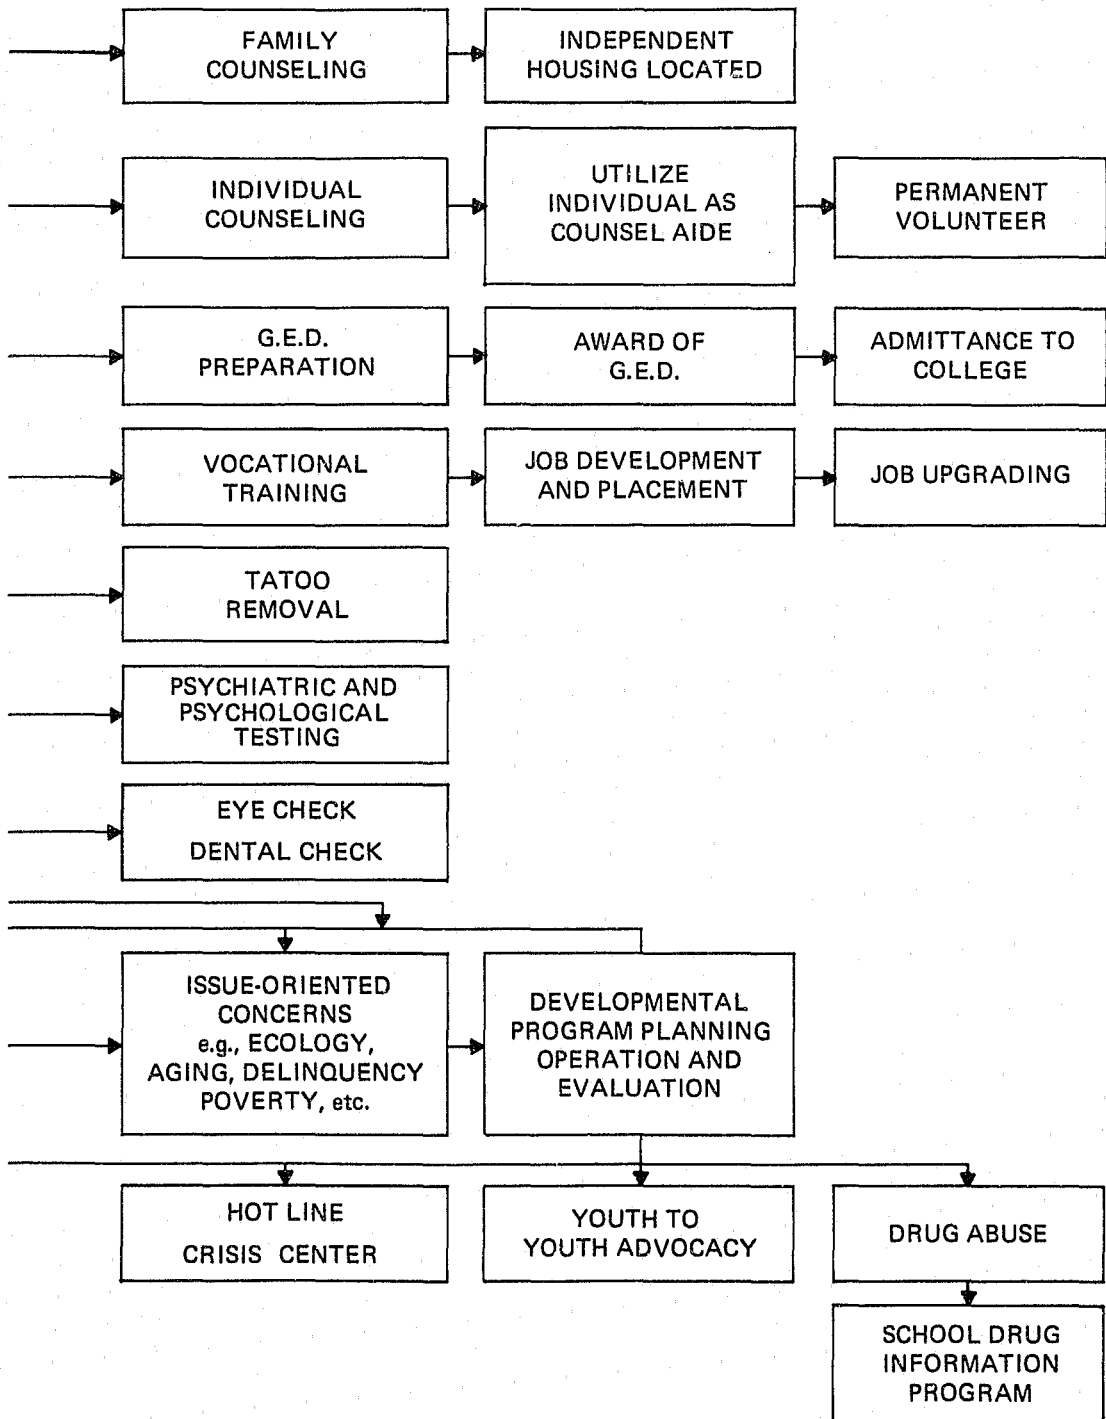 FAMILY
COUNSELING
INDEPENDENT
HOUSING LOCATED
INDIVIDUAL
COUNSELING
UTILIZE
INDIVIDUAL AS
COUNSEL AIDE
PERMANENT
VOLUNTEER
G.E.D.
PREPARATION
AWARD OF
G.E.D.
ADMITTANCE TO
COLLEGE
VOCATIONAL
TRAINING
JOB DEVELOPMENT
AND PLACEMENT
JOB UPGRADING
TATOO
REMOVAL
PSYCHIATRIC AND
PSYCHOLOGICAL
TESTING
EYE CHECK
DENTAL CHECK
ISSUE-ORIENTED
CONCERNS
e.g., ECOLOGY,
AGING, DELINQUENCY
POVERTY, etc.
DEVELOPMENTAL
PROGRAM PLANNING
OPERATION AND
EVALUATION
HOT LINE
CRISIS CENTER
YOUTH TO
YOUTH ADVOCACY
DRUG ABUSE
SCHOOL DRUG
INFORMATION
PROGRAM